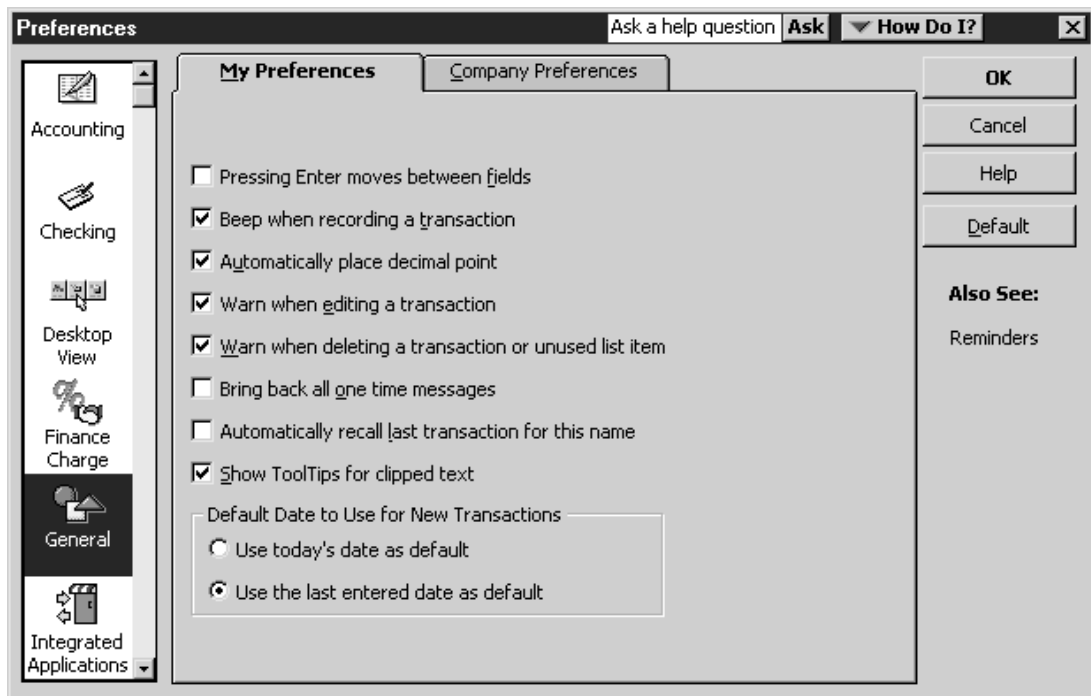 Preferences
Ask a help question
Ask
How Do I?
Accounting
Checking
Desktop
View
Finance
Charge
General
Integrated
Applications
My Preferences
Company Preferences
Pressing Enter moves between fields
Beep when recording a transaction
Automatically place decimal point
Warn when editing a transaction
Warn when deleting a transaction or unused list item
Bring back all one time messages
Automatically recall last transaction for this name
Show ToolTips for clipped text
Default Date to Use for New Transactions
Use today's date as default
Use the last entered date as default
OK
Cancel
Help
Default
Also See:
Reminders